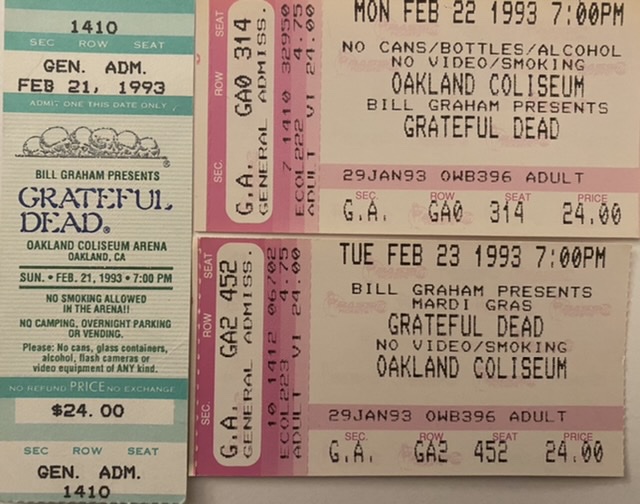 1410
SEC ROW SEAT
GEN. ADM.
FEB 21, 1993
ADMIT ONE THIS DATE ONLY
BILL GRAHAM PRESENTS
GRATEFUL
DEAD®
OAKLAND COLISEUM ARENA
OAKLAND, CA
SUN. • FEB. 21, 1993 • 7:00 PM
NO SMOKING ALLOWED
IN THE ARENA!!
NO CAMPING, OVERNIGHT PARKING
OR VENDING.
Please: No cans, glass containers,
alcohol, flash cameras or
video equipment of ANY kind.
NO REFUND PRICE NO EXCHANGE
$24.00
SEC ROW SEAT
GEN. ADM.
1410
SEC. ROW SEAT
G.A. GA0 314
GENERAL ADMISS.
7 1410 32950
ECOL222 4.75
ADULT VI 24.00
MON FEB 22 1993 7:00PM
NO CANS/BOTTLES/ALCOHOL
NO VIDEO/SMOKING
OAKLAND COLISEUM
BILL GRAHAM PRESENTS
GRATEFUL DEAD
29JAN93 OWB396 ADULT
SEC. ROW SEAT PRICE
G.A. GA0 314 24.00
SEC. ROW SEAT
G.A. GA2 452
GENERAL ADMISS.
10 1412 06702
ECOL223 4.75
ADULT VI 24.00
TUE FEB 23 1993 7:00PM
BILL GRAHAM PRESENTS
MARDI GRAS
GRATEFUL DEAD
NO VIDEO/SMOKING
OAKLAND COLISEUM
29JAN93 OWB396 ADULT
SEC. ROW SEAT PRICE
G.A. GA2 452 24.00